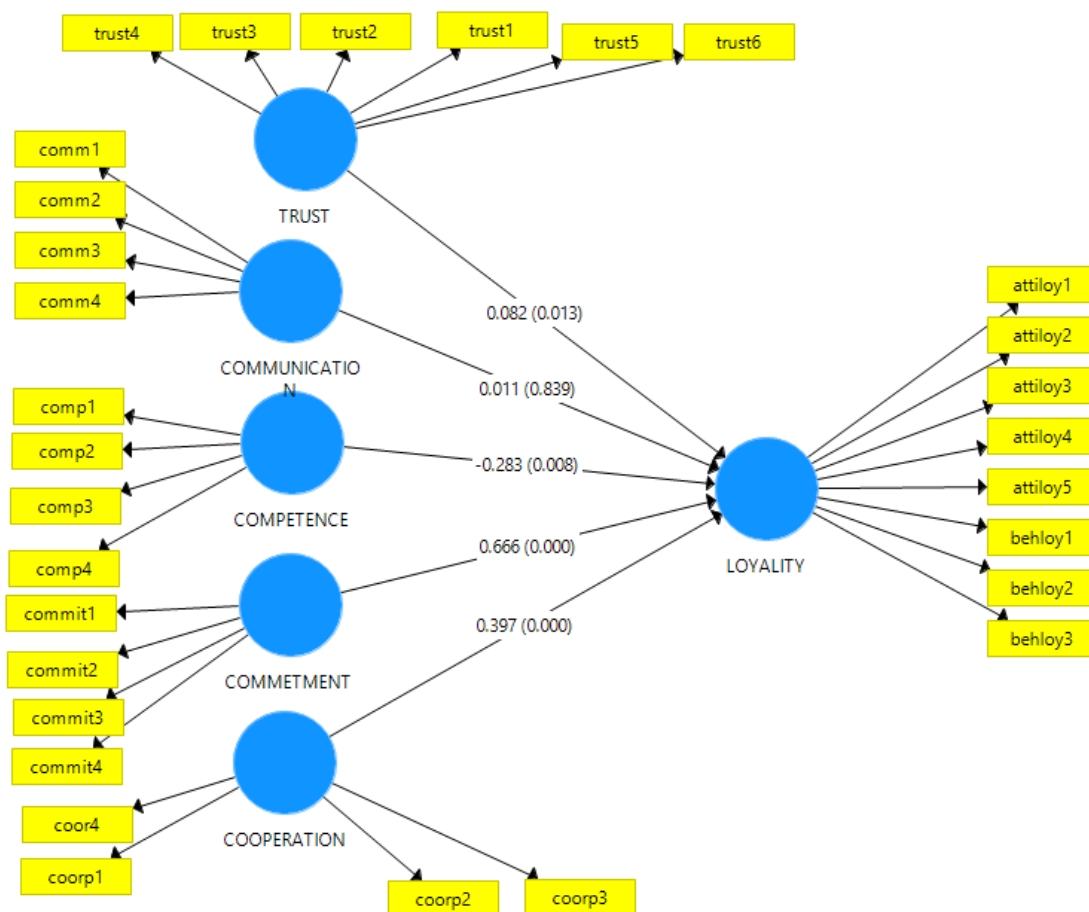 trust4
trust3
trust2
trust1
trust5
trust6
TRUST
comm1
comm2
comm3
comm4
COMMUNICATIO
N
comp1
comp2
comp3
comp4
COMPETENCE
commit1
commit2
commit3
commit4
COMMETMENT
coor4
coorp1
coorp2
coorp3
COOPERATION
0.082 (0.013)
0.011 (0.839)
-0.283 (0.008)
0.666 (0.000)
0.397 (0.000)
LOYALITY
attiloy1
attiloy2
attiloy3
attiloy4
attiloy5
behloy1
behloy2
behloy3